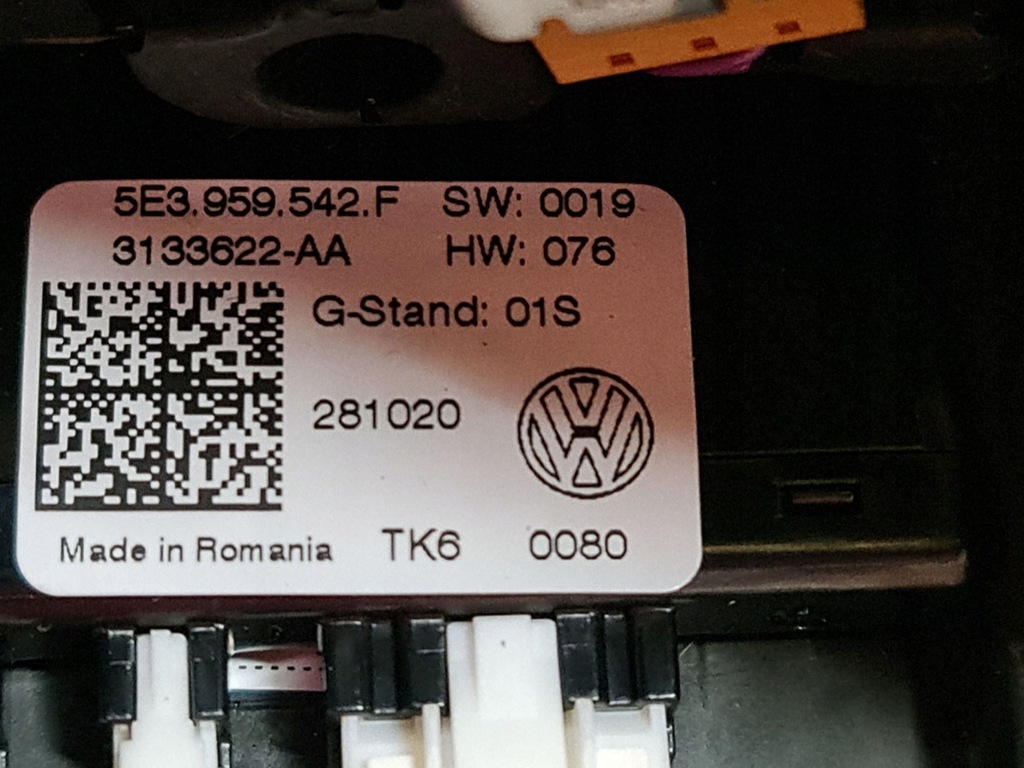 5E3.959.542.F SW: 0019
3133622-AA HW: 076
G-Stand: 01S
281020
Made in Romania TK6 0080